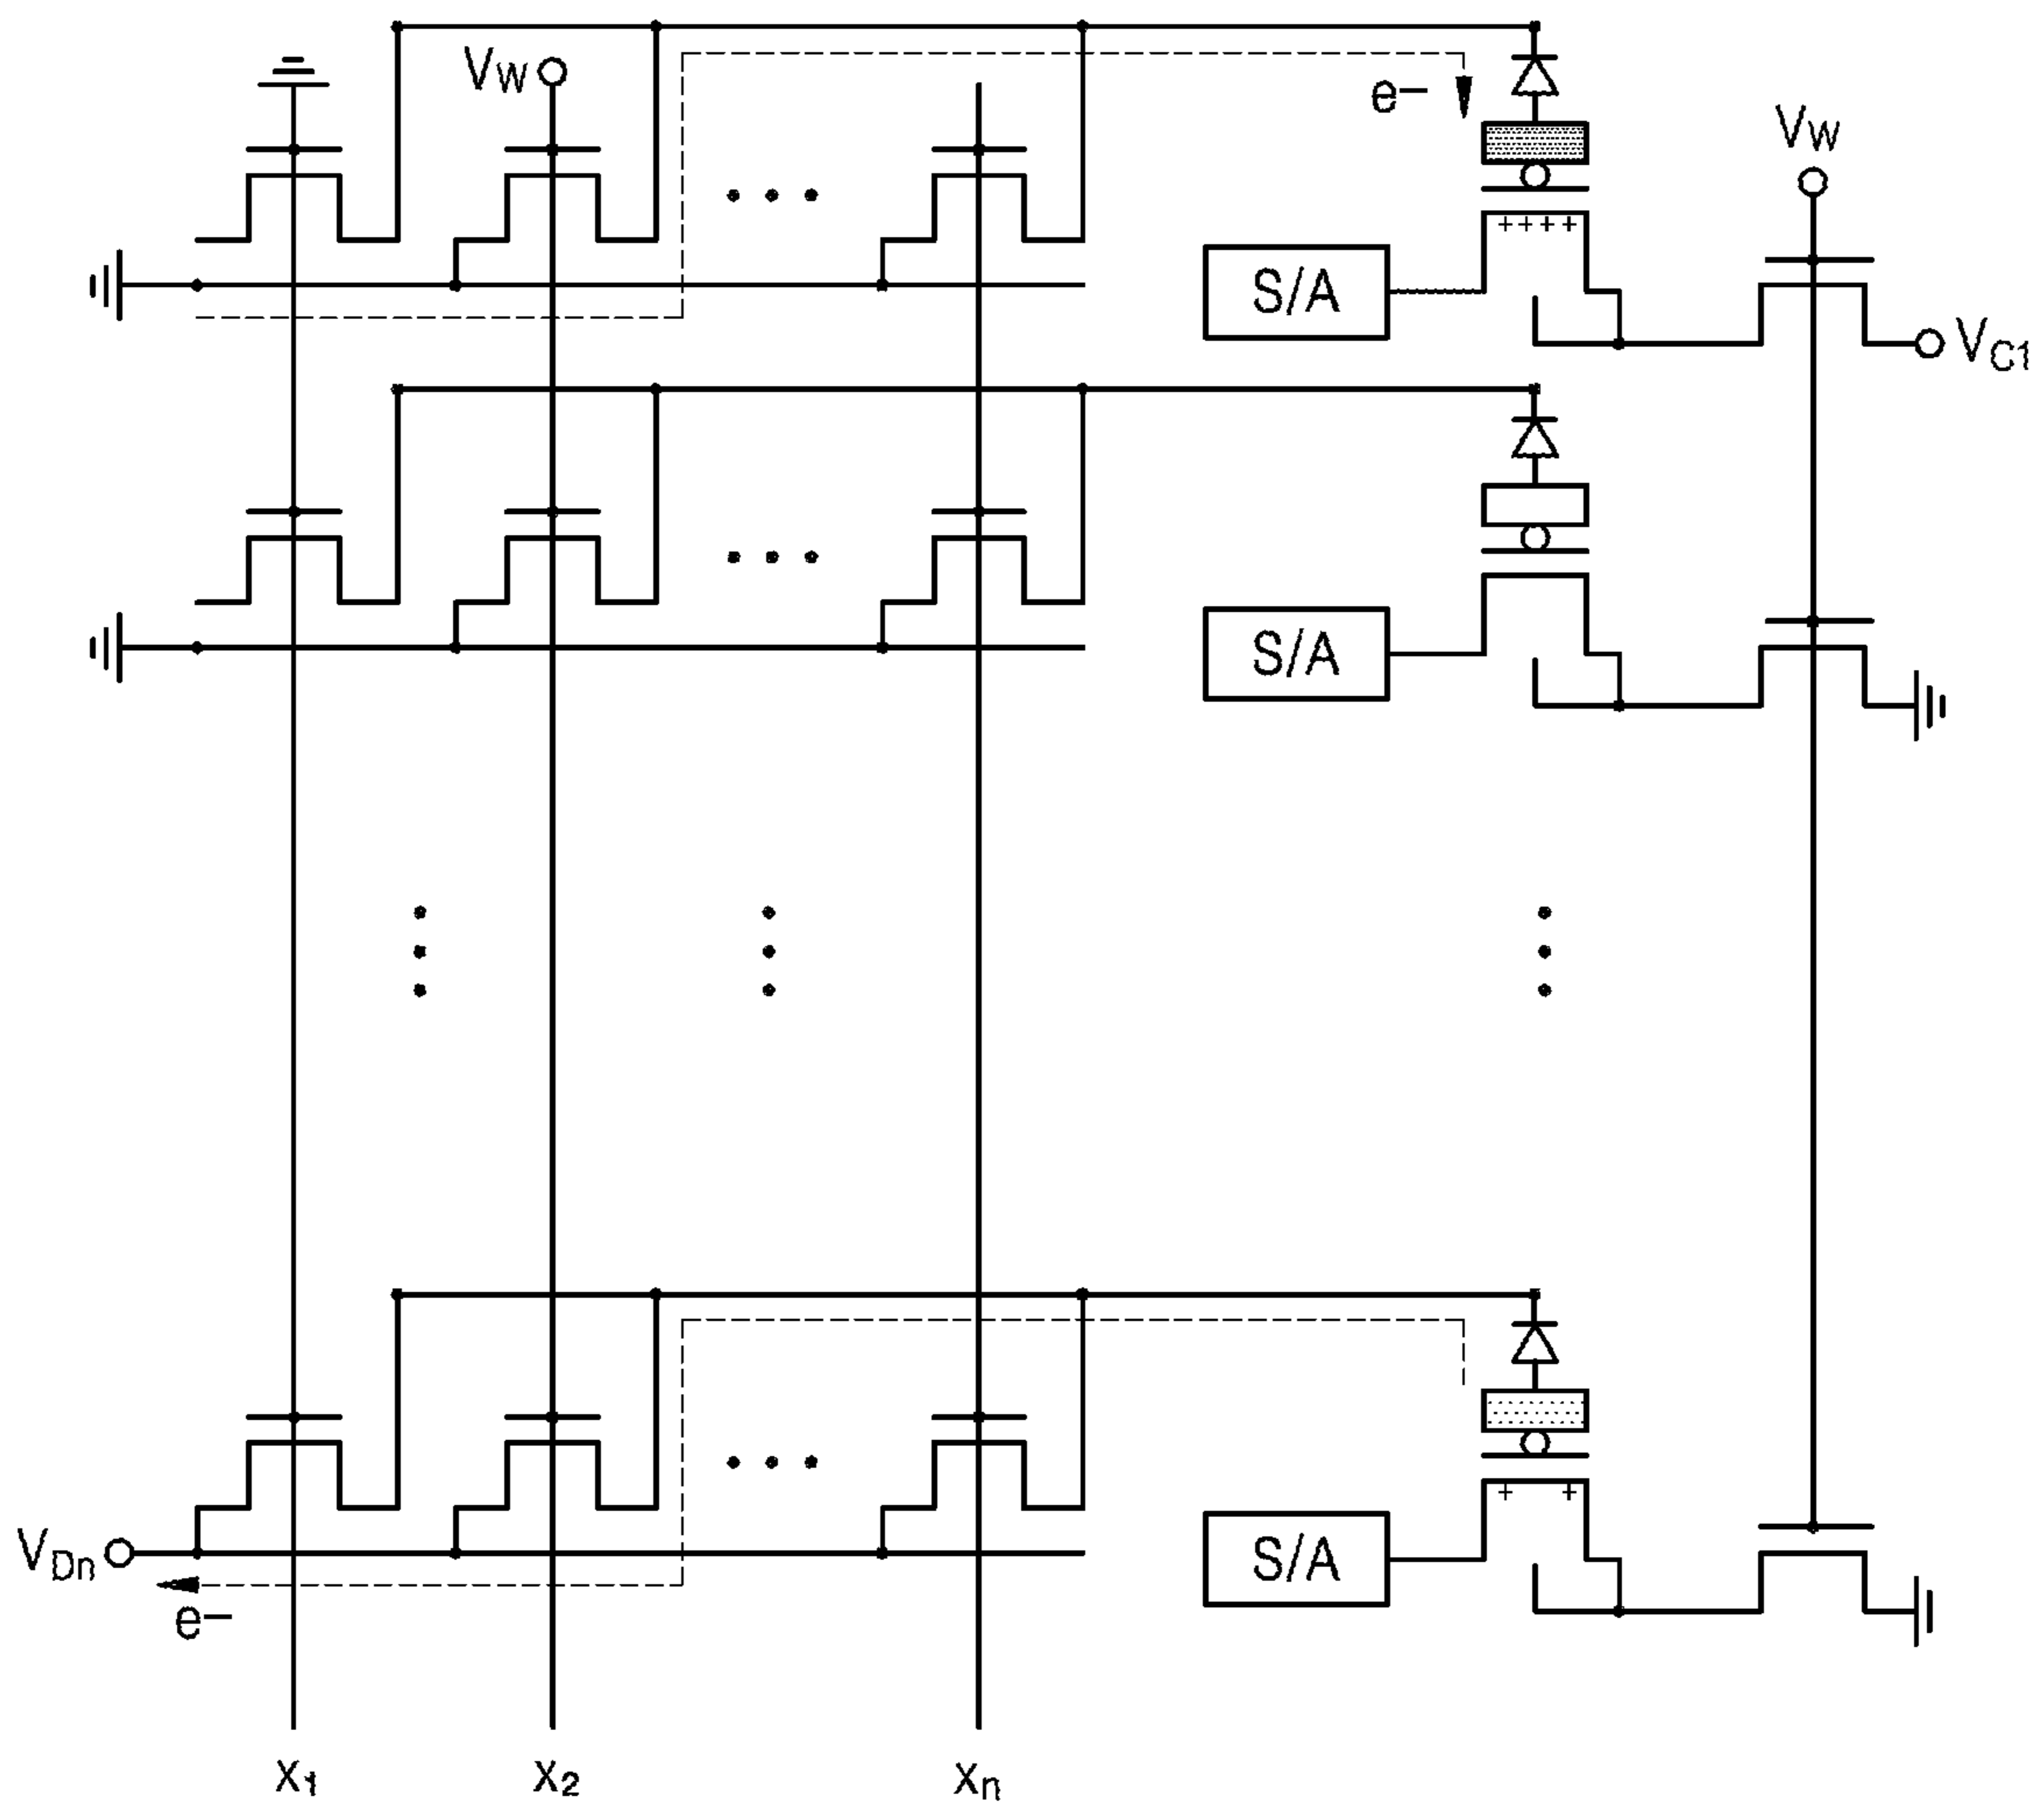 VW
e−
VW
++++
S/A
VC1
S/A
++
VDn
S/A
e−
x1 x2 xn